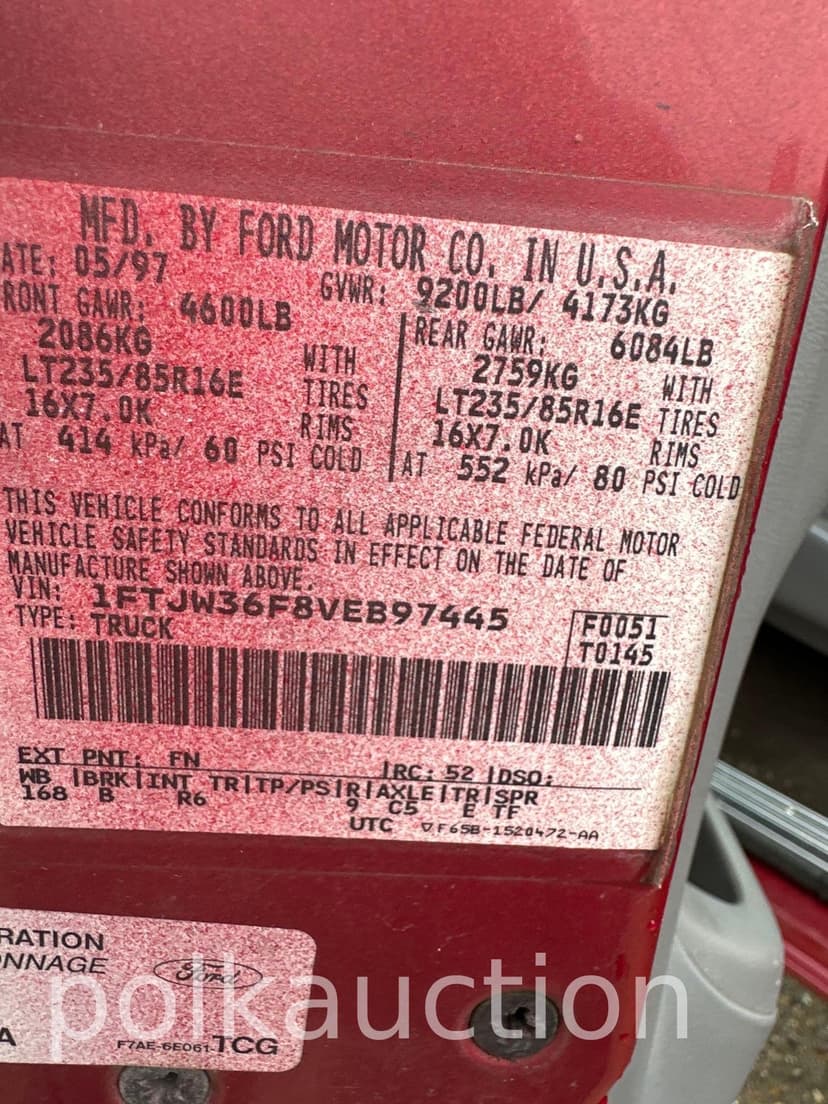 MFD. BY FORD MOTOR CO. IN U.S.A.
ATE: 05/97
GVWR: 9200LB/ 4173KG
RONT GAWR: 4600LB
2086KG WITH
LT235/85R16E TIRES
16X7.0K RIMS
AT 414 kPa/ 60 PSI COLD
REAR GAWR: 6084LB
2759KG WITH
LT235/85R16E TIRES
16X7.0K RIMS
AT 552 kPa/ 80 PSI COLD
THIS VEHICLE CONFORMS TO ALL APPLICABLE FEDERAL MOTOR
VEHICLE SAFETY STANDARDS IN EFFECT ON THE DATE OF
MANUFACTURE SHOWN ABOVE.
VIN: 1FTJW36F8VEB97445
TYPE: TRUCK
F0051
T0145
EXT PNT: FN |RC: 52 |DSO:
WB |BRK|INT TR|TP/PS|R|AXLE|TR|SPR
168 B R6 9 C5 E TF
UTC ▽F65B-1520472-AA
RATION
ONNAGE
Ford
A
F7AE-6E061-TCG
polkauction